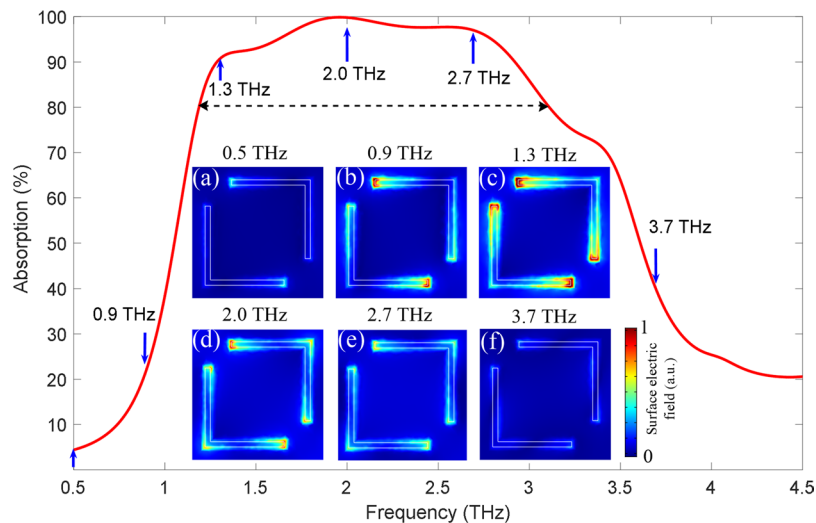 100
90
80
70
60
50
40
30
20
10
Absorption (%)
0.9 THz
1.3 THz
2.0 THz
2.7 THz
3.7 THz
0.5 THz
0.9 THz
1.3 THz
(a)
(b)
(c)
2.0 THz
2.7 THz
3.7 THz
(d)
(e)
(f)
1
0
Surface electric
field (a.u.)
0.5
1
1.5
2
2.5
3
3.5
4
4.5
Frequency (THz)